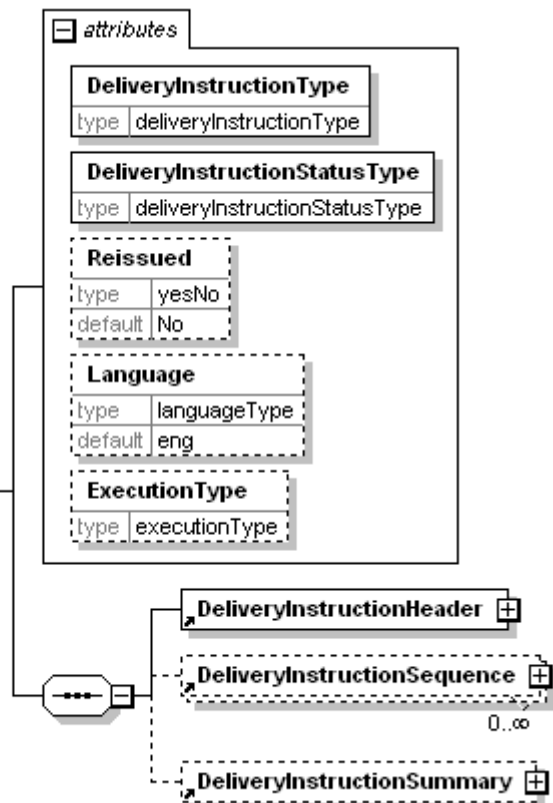 attributes
DeliveryInstructionType
type deliveryInstructionType
DeliveryInstructionStatusType
type deliveryInstructionStatusType
Reissued
type yesNo
default No
Language
type languageType
default eng
ExecutionType
type executionType
DeliveryInstructionHeader
DeliveryInstructionSequence
0..∞
DeliveryInstructionSummary